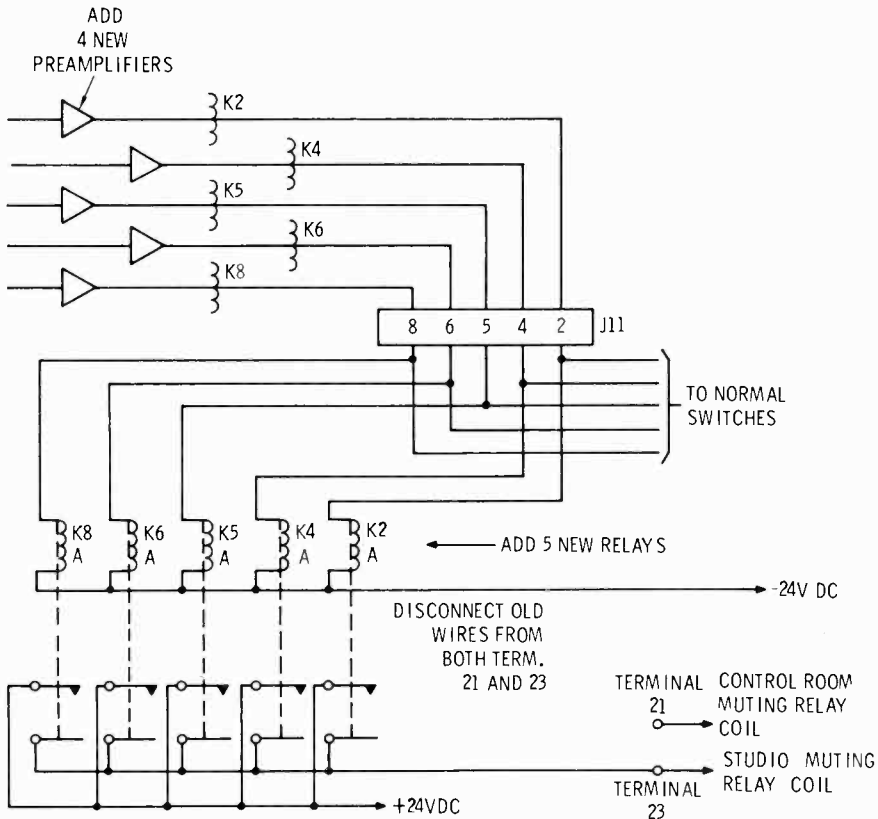 ADD
4 NEW
PREAMPLIFIERS
K2
K4
K5
K6
K8
8 6 5 4 2 J11
TO NORMAL
SWITCHES
K8 K6 K5 K4 K2
A A A A A
ADD 5 NEW RELAYS
-24V DC
DISCONNECT OLD
WIRES FROM
BOTH TERM.
21 AND 23
TERMINAL
21
CONTROL ROOM
MUTING RELAY
COIL
STUDIO MUTING
RELAY COIL
TERMINAL
23
+24VDC